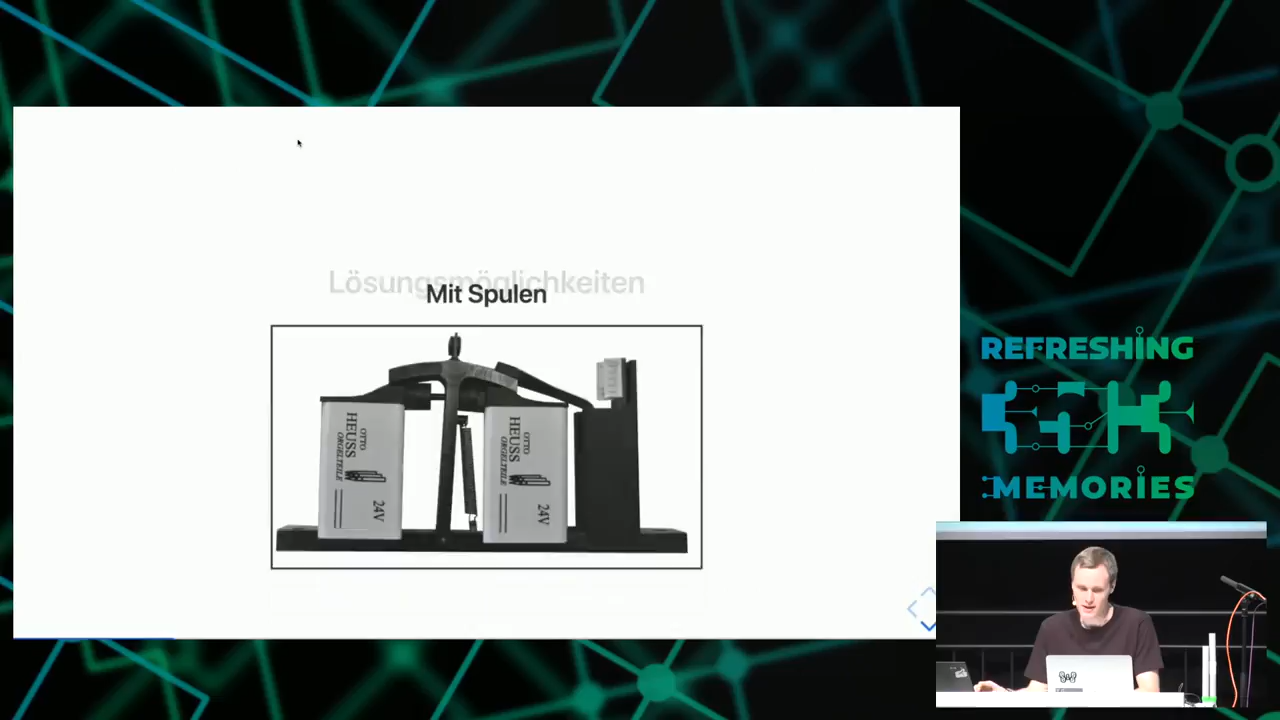 Lösungsmöglichkeiten
Mit Spulen
OTTO
HEUSS
ORGELTEILE
24V
OTTO
HEUSS
ORGELTEILE
24V
REFRESHING
MEMORIES